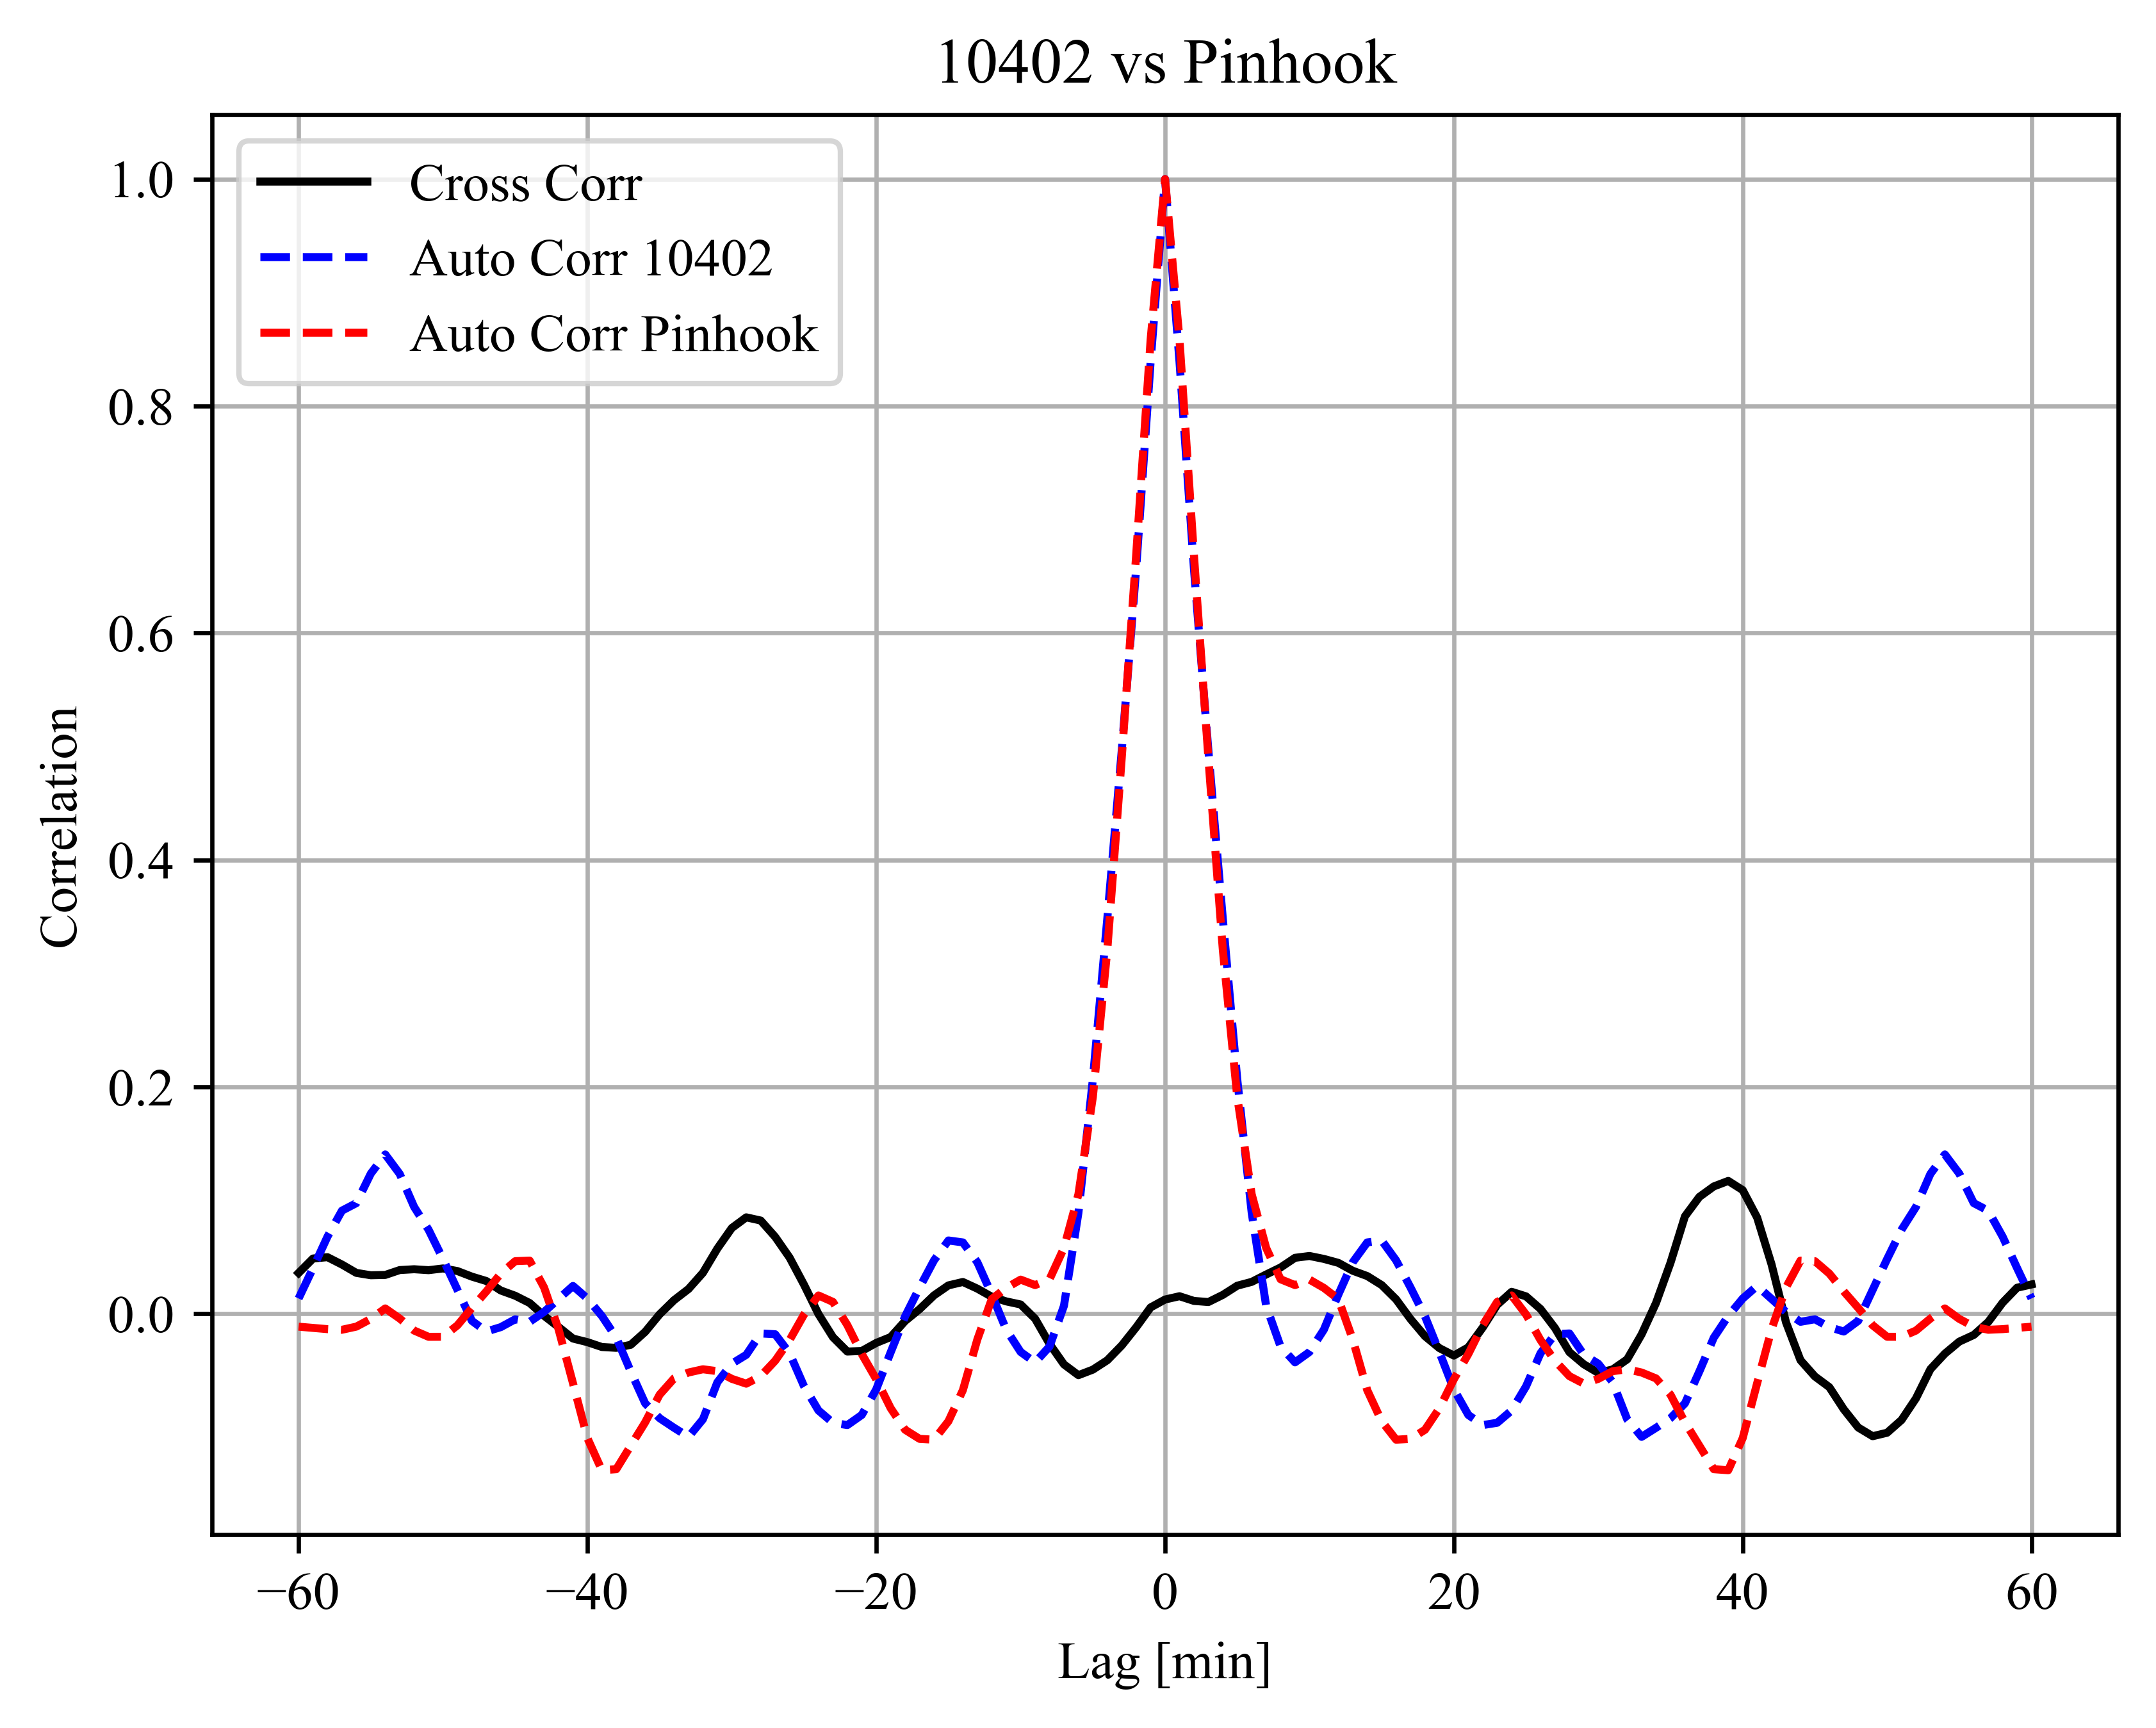 10402 vs Pinhook
Cross Corr
Auto Corr 10402
Auto Corr Pinhook
1.0
0.8
0.6
0.4
0.2
0.0
Correlation
−60 −40 −20 0 20 40 60
Lag [min]